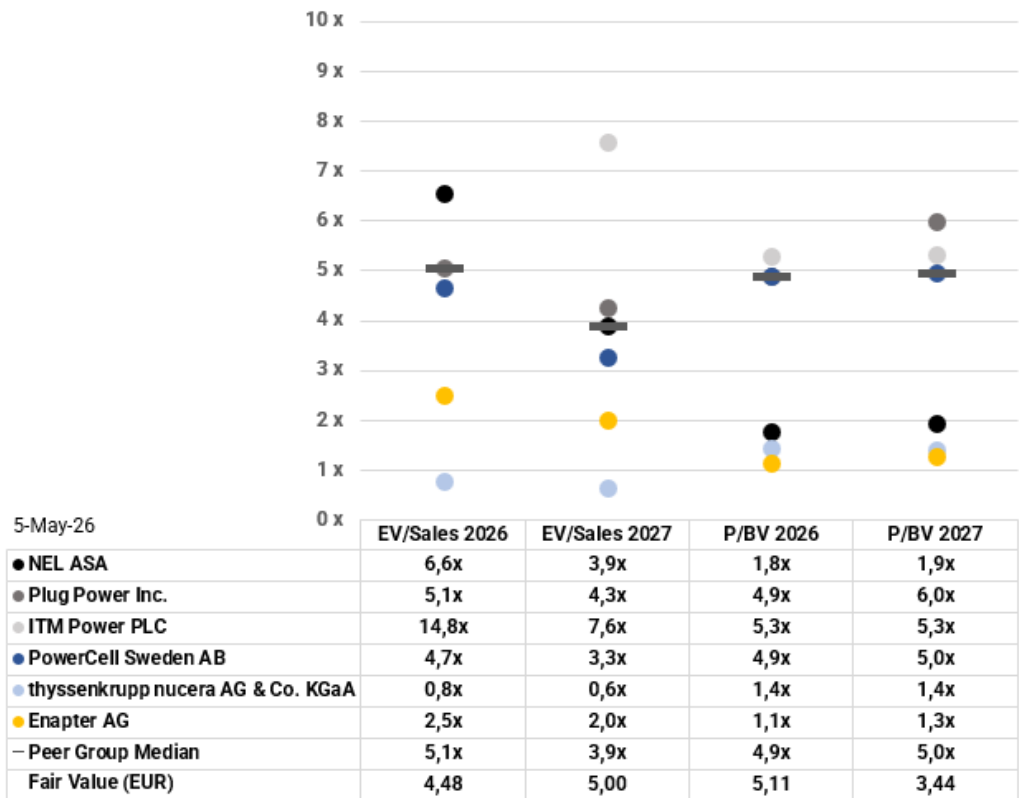 10 x
9 x
8 x
7 x
6 x
5 x
4 x
3 x
2 x
1 x
0 x
5-May-26 EV/Sales 2026 EV/Sales 2027 P/BV 2026 P/BV 2027
NEL ASA 6,6x 3,9x 1,8x 1,9x
Plug Power Inc. 5,1x 4,3x 4,9x 6,0x
ITM Power PLC 14,8x 7,6x 5,3x 5,3x
PowerCell Sweden AB 4,7x 3,3x 4,9x 5,0x
thyssenkrupp nucera AG & Co. KGaA 0,8x 0,6x 1,4x 1,4x
Enapter AG 2,5x 2,0x 1,1x 1,3x
Peer Group Median 5,1x 3,9x 4,9x 5,0x
Fair Value (EUR) 4,48 5,00 5,11 3,44